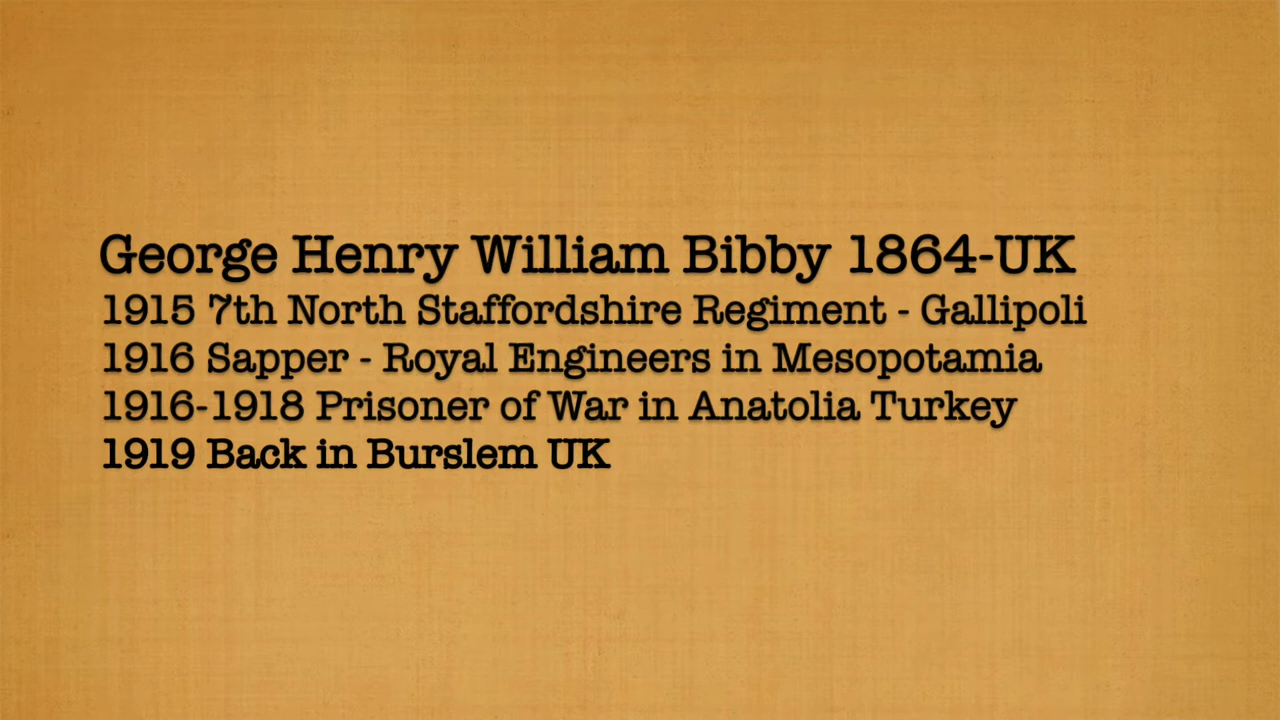 George Henry William Bibby 1864-UK
1915 7th North Staffordshire Regiment - Gallipoli
1916 Sapper - Royal Engineers in Mesopotamia
1916-1918 Prisoner of War in Anatolia Turkey
1919 Back in Burslem UK